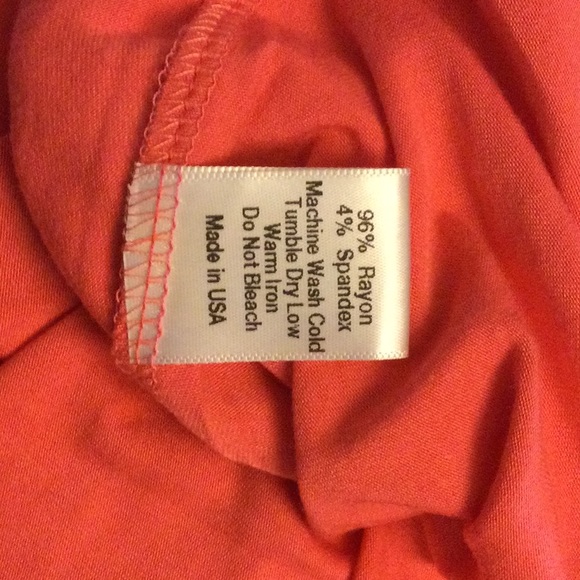 96% Rayon
4% Spandex
Machine Wash Cold
Tumble Dry Low
Warm Iron
Do Not Bleach
Made in USA